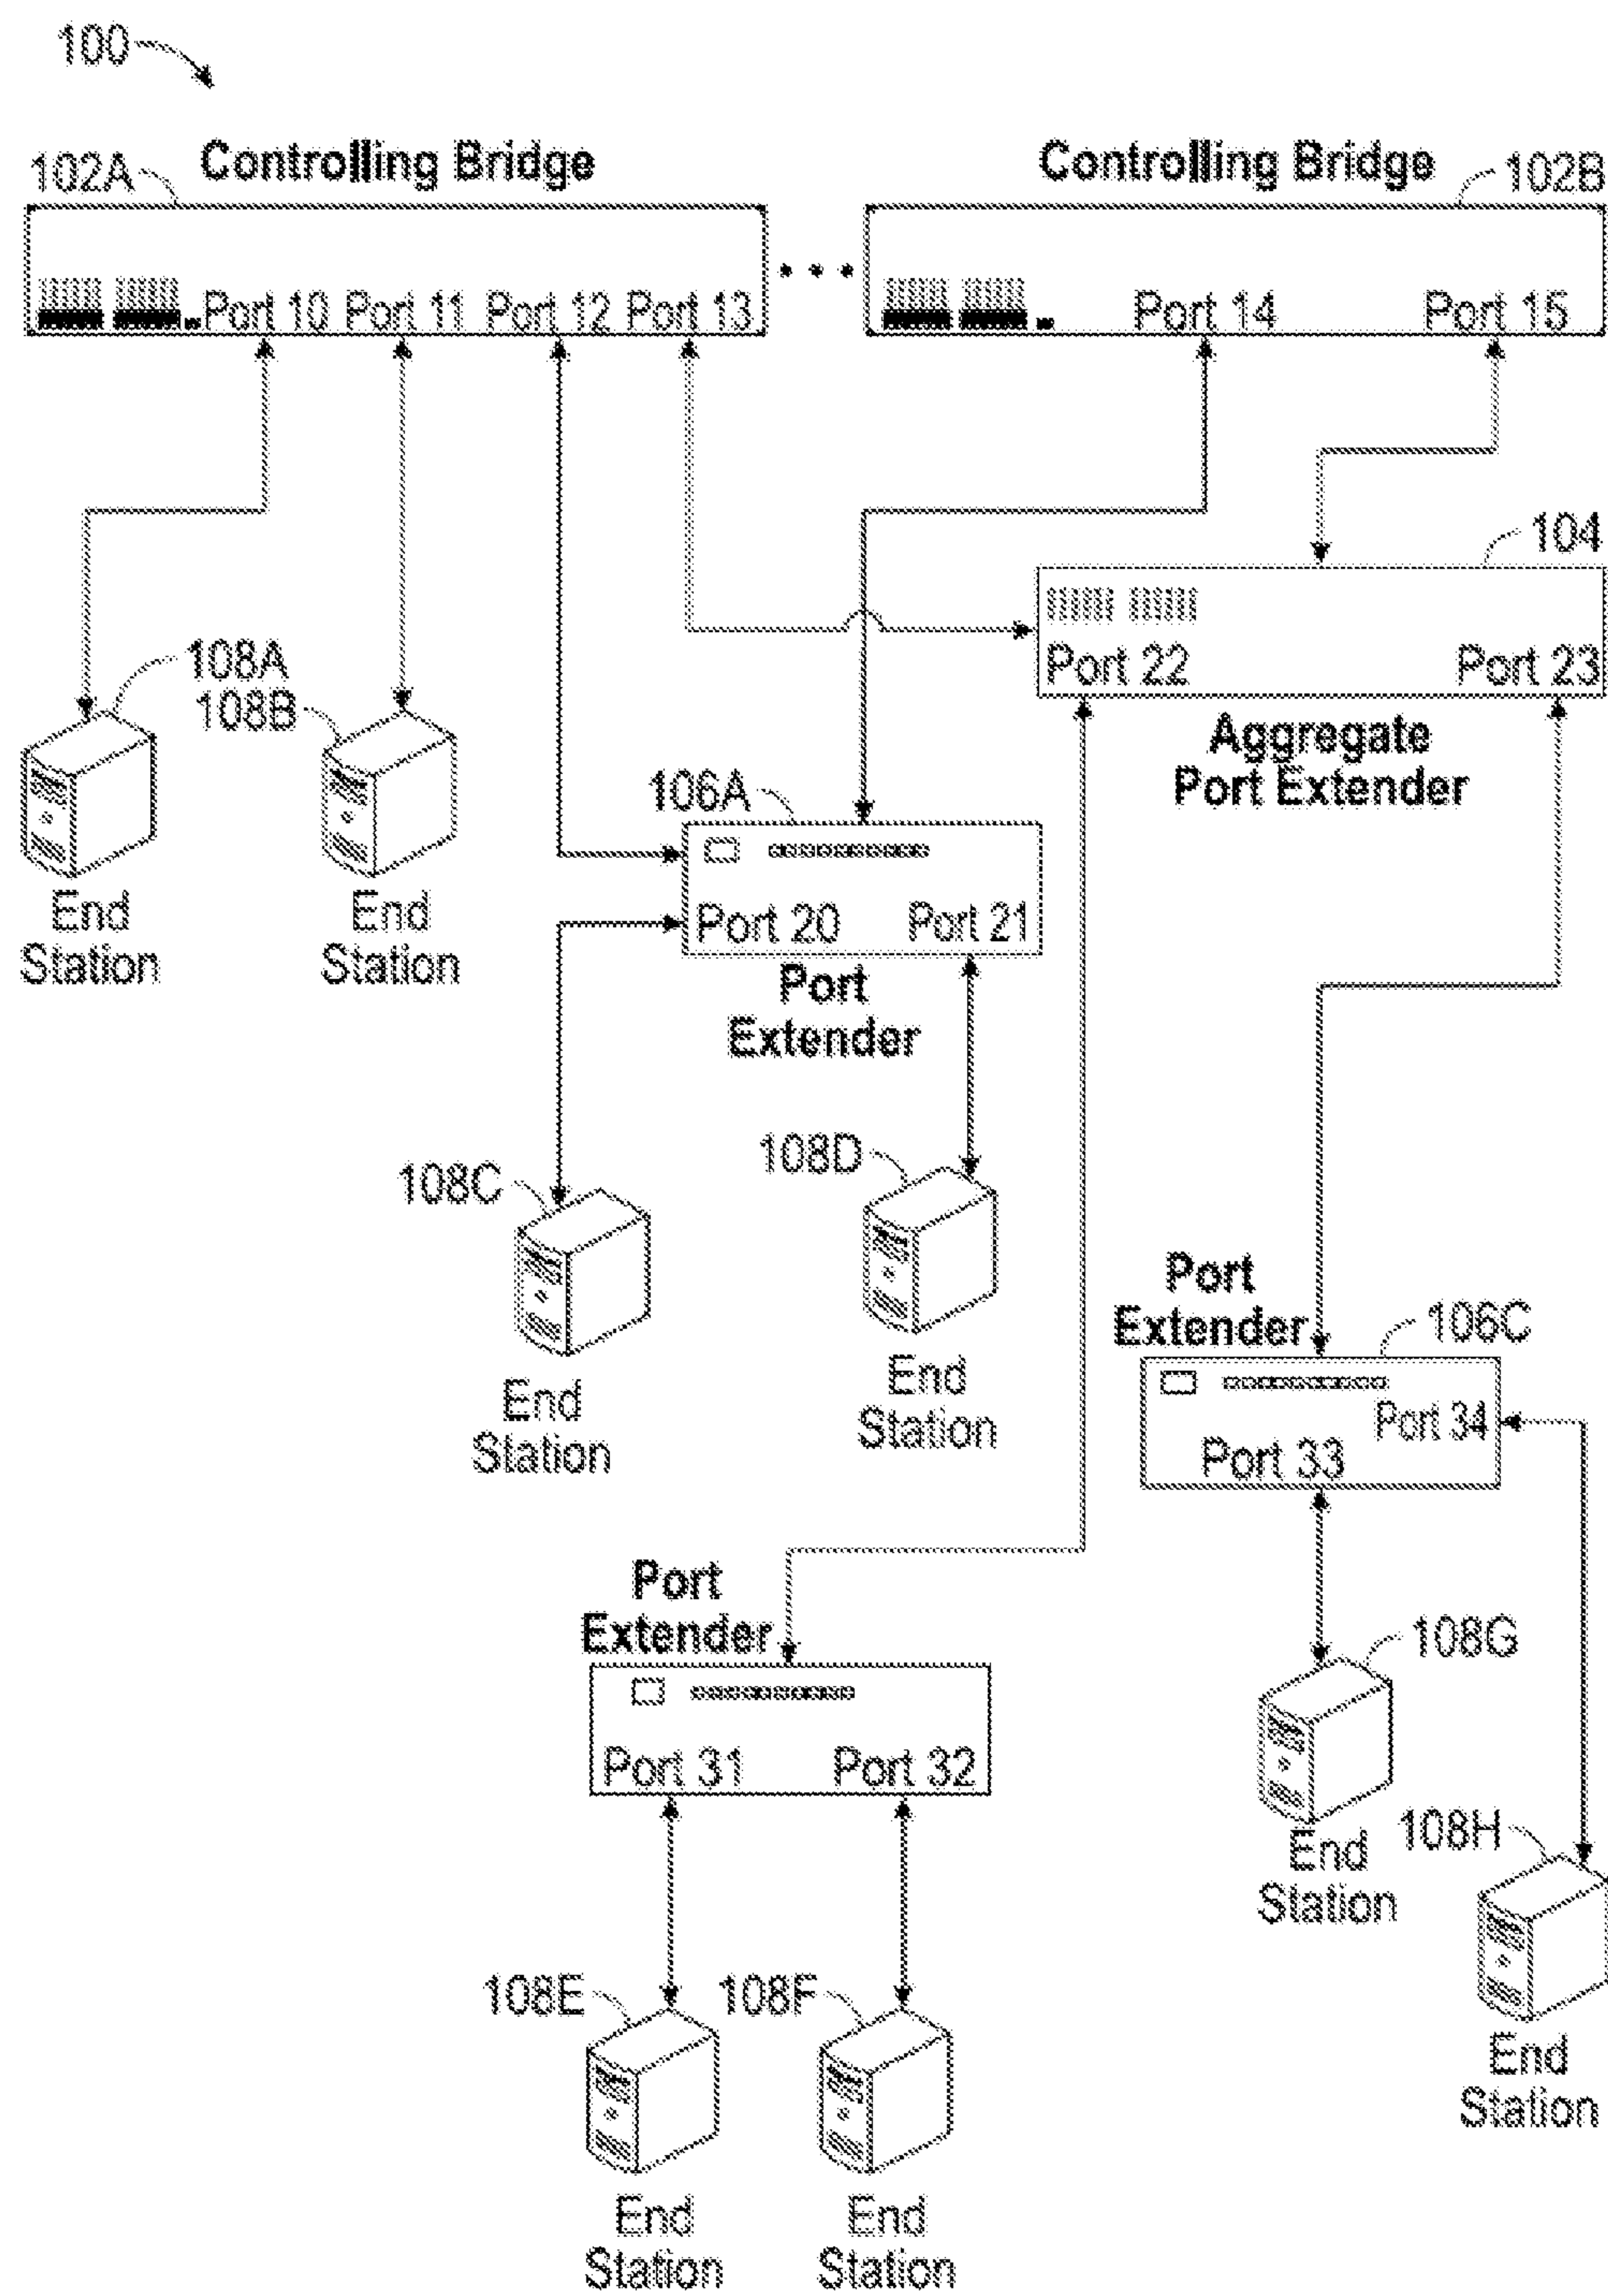 100
Controlling Bridge
102A
Controlling Bridge
102B
Port 10
Port 11
Port 12
Port 13
Port 14
Port 15
104
Port 22
Port 23
Aggregate
Port Extender
108A
108B
End
Station
End
Station
106A
Port 20
Port 21
Port
Extender
108C
End
Station
108D
End
Station
Port
Extender
106C
Port 34
Port 33
Port
Extender
Port 31
Port 32
108G
End
Station
108H
End
Station
108E
End
Station
108F
End
Station